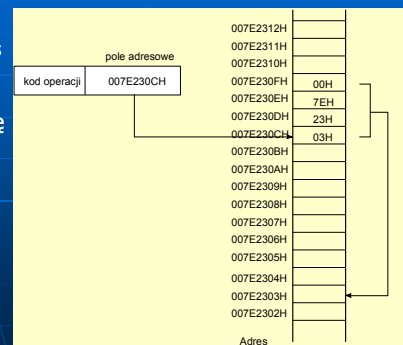 pole adresowe
kod operacji 007E230CH
007E2312H
007E2311H
007E2310H
007E230FH 00H
007E230EH 7EH
007E230DH 23H
007E230CH 03H
007E230BH
007E230AH
007E2309H
007E2308H
007E2307H
007E2306H
007E2305H
007E2304H
007E2303H
007E2302H
Adres